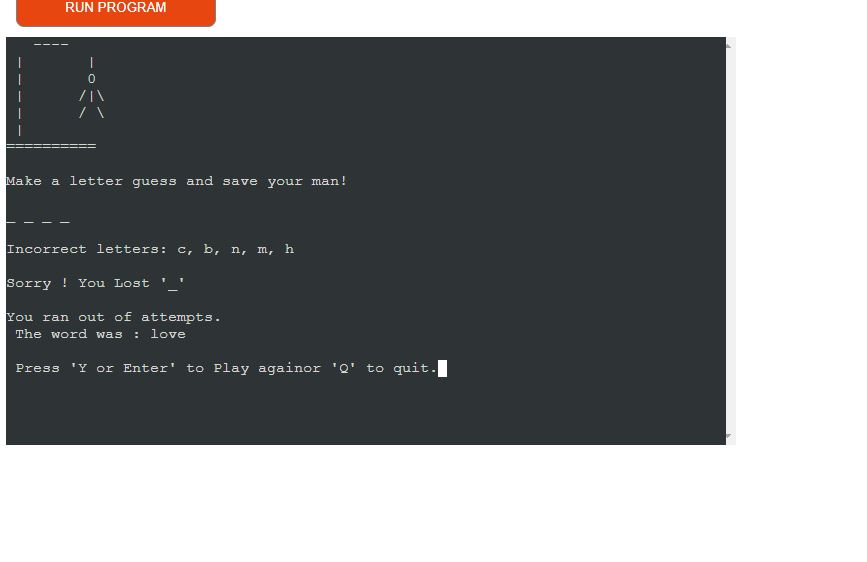 RUN PROGRAM
----
|       |
|       0
|      /|\
|      / \
|
==========
Make a letter guess and save your man!
_ _ _ _
Incorrect letters: c, b, n, m, h
Sorry ! You Lost '_'
You ran out of attempts.
The word was : love
Press 'Y or Enter' to Play againor 'Q' to quit.